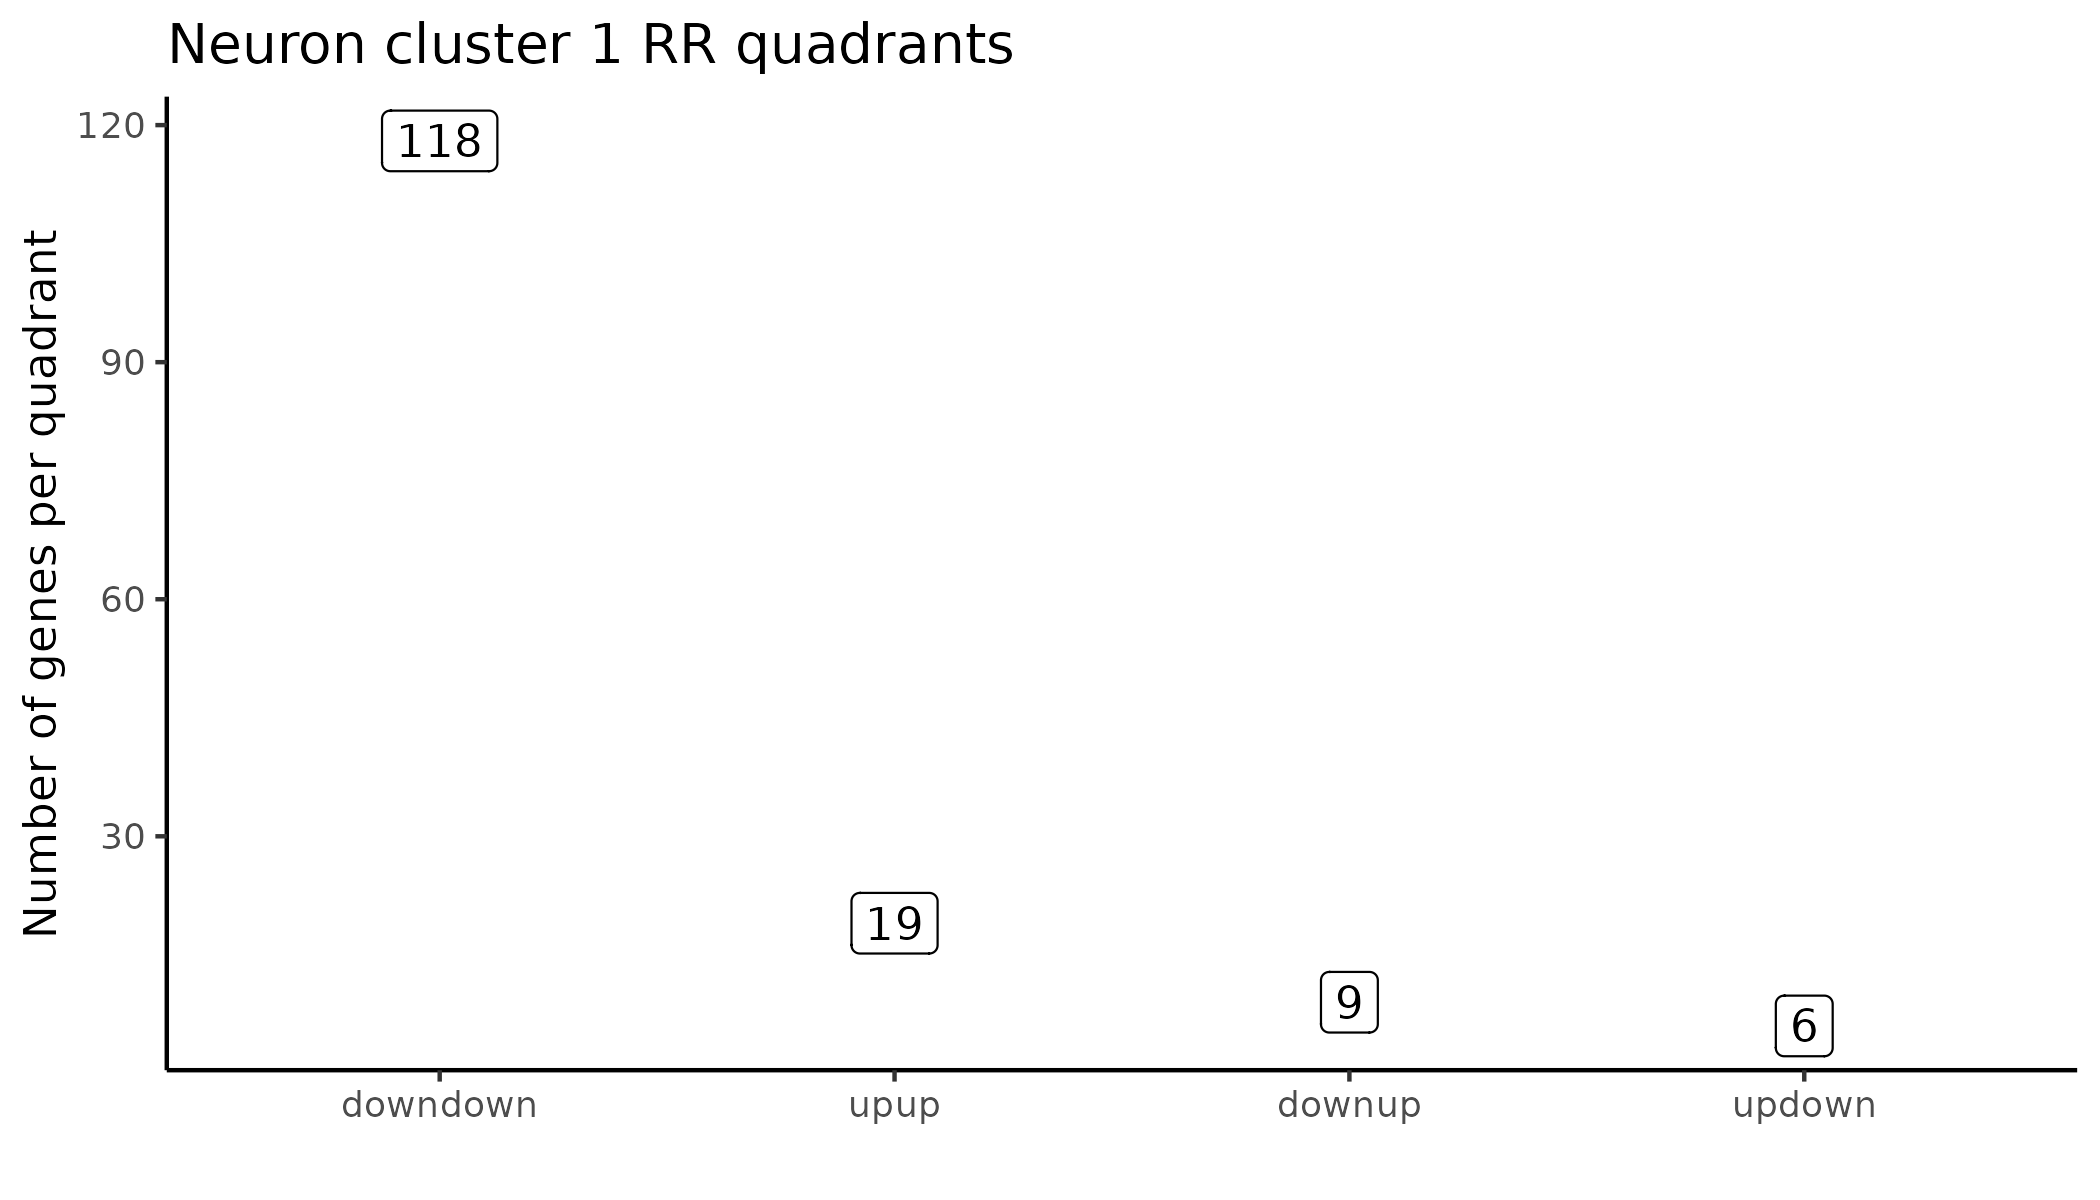 Neuron cluster 1 RR quadrants
Number of genes per quadrant
120
90
60
30
118
19
9
6
downdown
upup
downup
updown